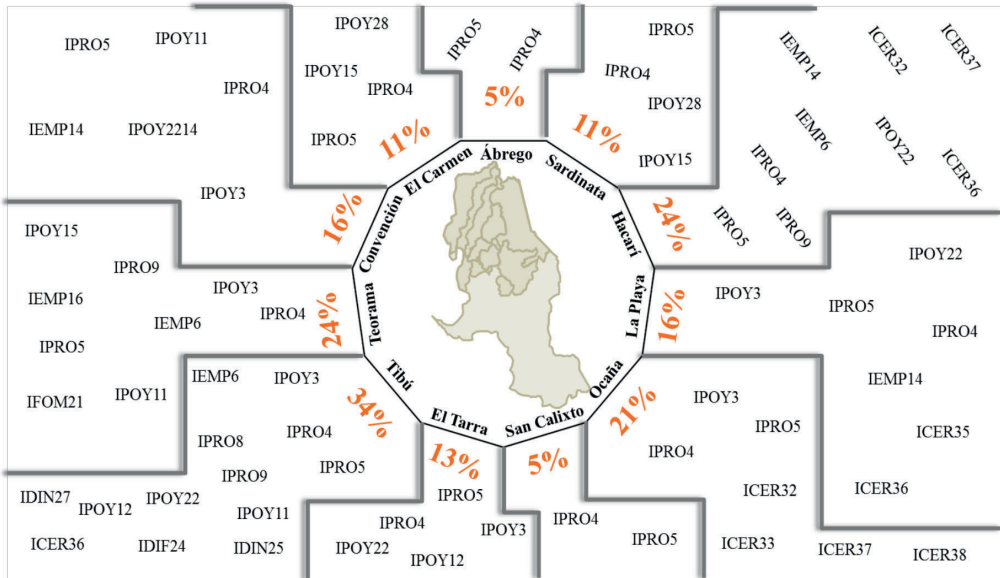 IPRO5
IPOY11
IPRO4
IEMP14
IPOY2214
IPOY3
16%
Convención
IPOY28
IPOY15
IPRO4
IPRO5
11%
El Carmen
IPRO5
IPRO4
5%
Ábrego
IPRO5
IPRO4
IPOY28
IPOY15
11%
Sardinata
IEMP14
ICER32
ICER37
IEMP6
IPOY22
ICER36
IPRO4
IPRO5
IPRO9
24%
Hacarí
IPOY22
IPOY3
IPRO5
IPRO4
IEMP14
ICER35
ICER36
16%
La Playa
IPOY3
IPRO5
IPRO4
ICER32
ICER33
ICER37
ICER38
21%
Ocaña
IPRO4
IPRO5
5%
San Calixto
IPRO5
IPRO4
IPOY3
IPOY22
IPOY12
13%
El Tarra
IEMP6
IPOY3
IPRO8
IPRO4
IPRO9
IPRO5
IDIN27
IPOY12
IPOY22
IPOY11
ICER36
IDIF24
IDIN25
34%
Tibú
IPOY15
IPRO9
IPOY3
IEMP16
IEMP6
IPRO4
IPRO5
IFOM21
IPOY11
24%
Teorama